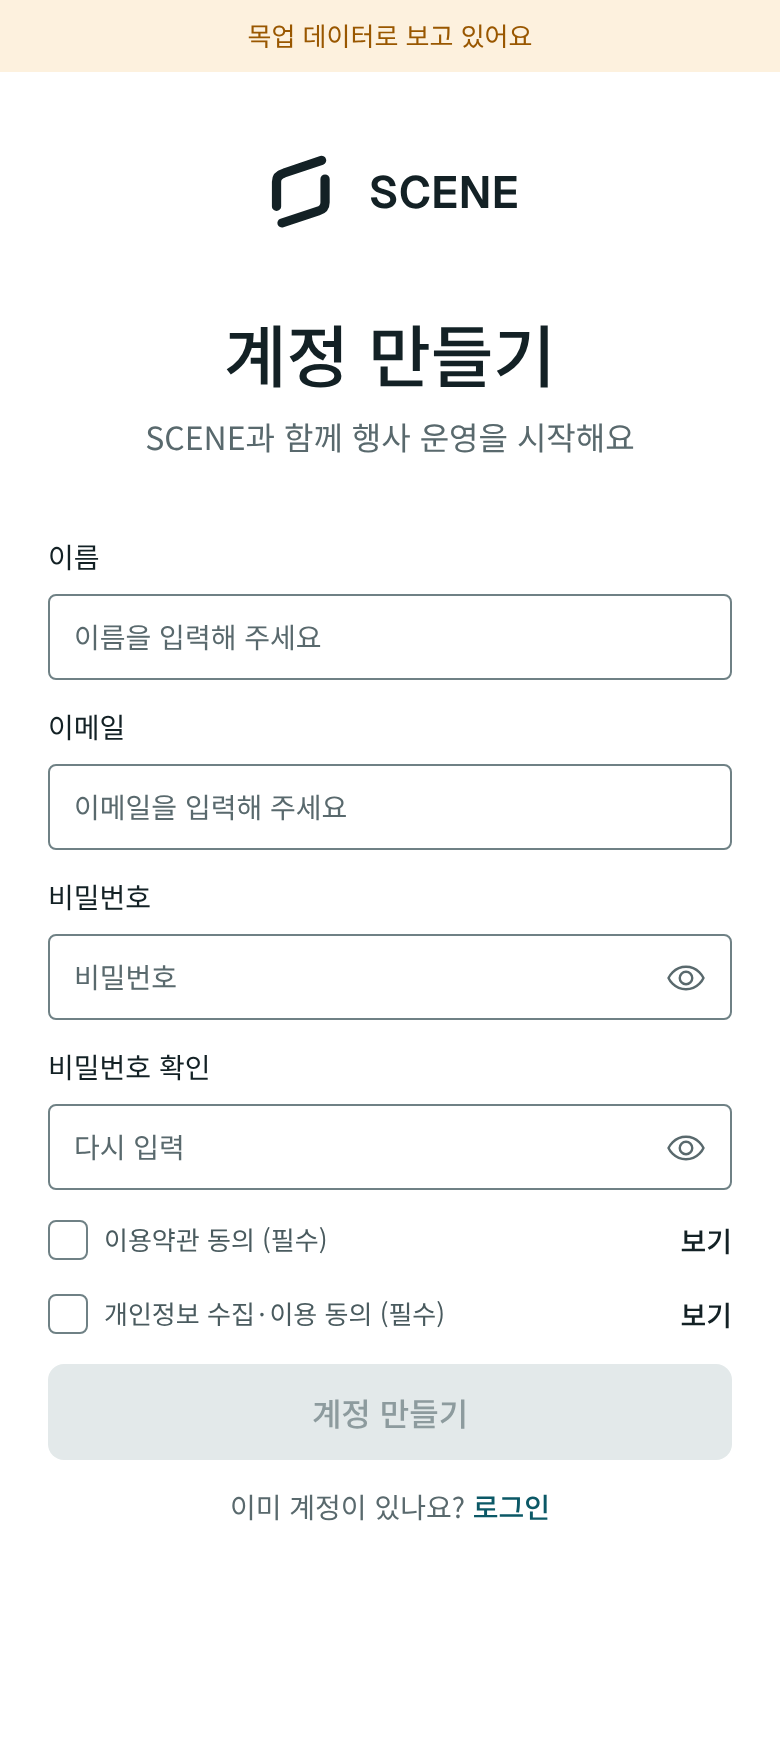 목업 데이터로 보고 있어요
SCENE
계정 만들기
SCENE과 함께 행사 운영을 시작해요
이름
이름을 입력해 주세요
이메일
이메일을 입력해 주세요
비밀번호
비밀번호
비밀번호 확인
다시 입력
이용약관 동의 (필수) 보기
개인정보 수집·이용 동의 (필수) 보기
계정 만들기
이미 계정이 있나요? 로그인